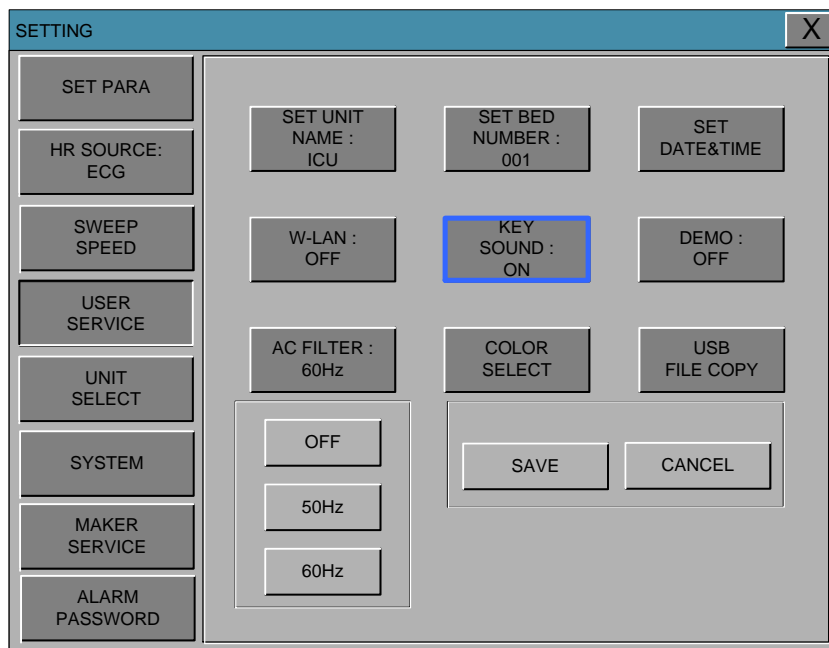 SETTING
X
SET PARA
HR SOURCE:
ECG
SWEEP
SPEED
USER
SERVICE
UNIT
SELECT
SYSTEM
MAKER
SERVICE
ALARM
PASSWORD
SET UNIT
NAME :
ICU
SET BED
NUMBER :
001
SET
DATE&TIME
W-LAN :
OFF
KEY
SOUND :
ON
DEMO :
OFF
AC FILTER :
60Hz
COLOR
SELECT
USB
FILE COPY
OFF
50Hz
60Hz
SAVE
CANCEL